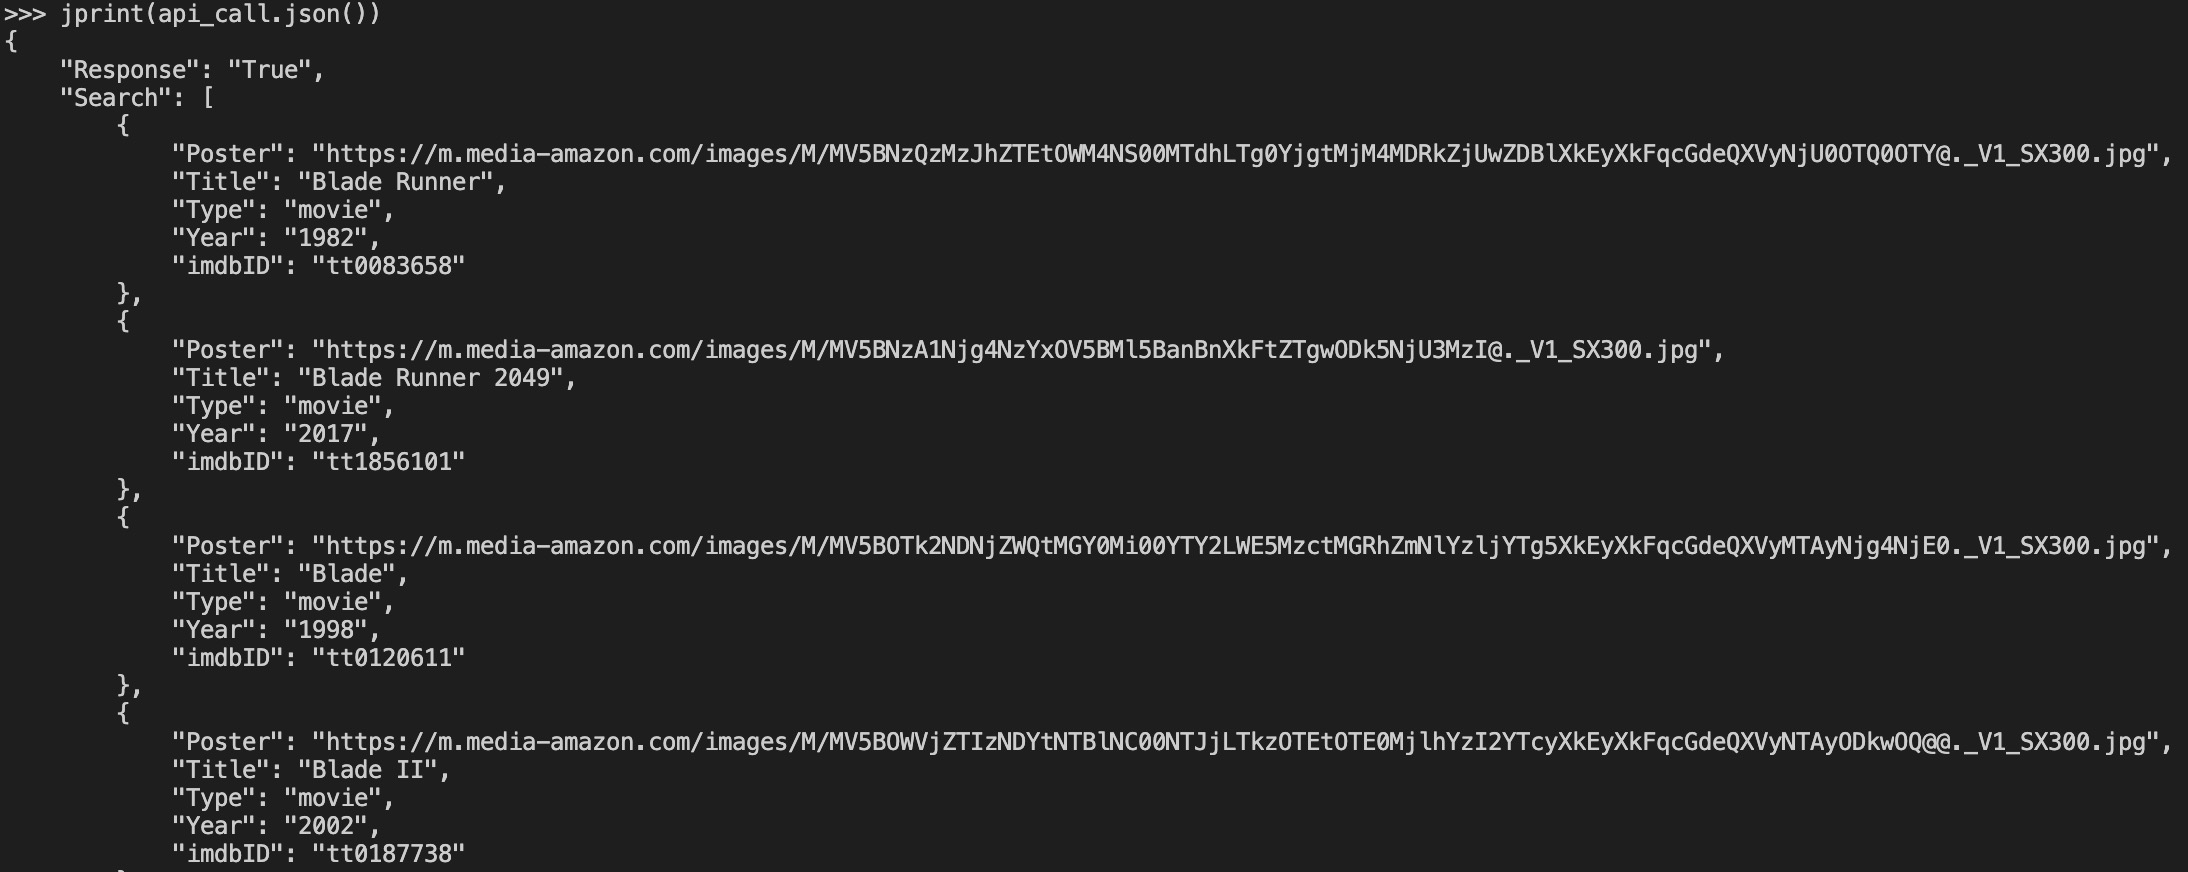 >>> jprint(api_call.json())
{
    "Response": "True",
    "Search": [
        {
            "Poster": "https://m.media-amazon.com/images/M/MV5BNzQzMzJhZTEtOWM4NS00MTdhLTg0YjgtMjM4MDRkZjUwZDBlXkEyXkFqcGdeQXVyNjU0OTQ0OTY@._V1_SX300.jpg",
            "Title": "Blade Runner",
            "Type": "movie",
            "Year": "1982",
            "imdbID": "tt0083658"
        },
        {
            "Poster": "https://m.media-amazon.com/images/M/MV5BNzA1Njg4NzYxOV5BMl5BanBnXkFtZTgwODk5NjU3MzI@._V1_SX300.jpg",
            "Title": "Blade Runner 2049",
            "Type": "movie",
            "Year": "2017",
            "imdbID": "tt1856101"
        },
        {
            "Poster": "https://m.media-amazon.com/images/M/MV5BOTk2NDNjZWQtMGY0Mi00YTY2LWE5MzctMGRhZmNlYzljYTg5XkEyXkFqcGdeQXVyMTAyNjg4NjE0._V1_SX300.jpg",
            "Title": "Blade",
            "Type": "movie",
            "Year": "1998",
            "imdbID": "tt0120611"
        },
        {
            "Poster": "https://m.media-amazon.com/images/M/MV5BOWVjZTIzNDYtNTBlNC00NTJjLTkzOTEtOTE0MjlhYzI2YTcyXkEyXkFqcGdeQXVyNTAyODkwOQ@@._V1_SX300.jpg",
            "Title": "Blade II",
            "Type": "movie",
            "Year": "2002",
            "imdbID": "tt0187738"